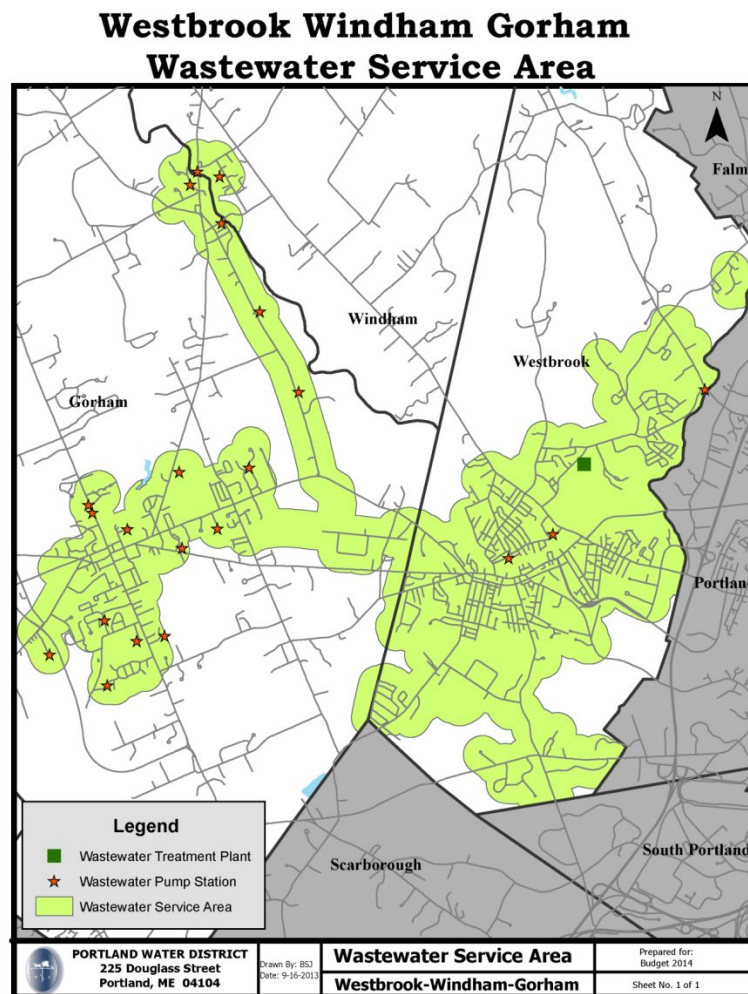 Westbrook Windham Gorham
Wastewater Service Area
N
Falm
Windham
Westbrook
Gorham
Portland
Legend
Wastewater Treatment Plant
Wastewater Pump Station
Wastewater Service Area
Scarborough
South Portland
PORTLAND WATER DISTRICT
225 Douglass Street
Portland, ME 04104
Drawn By: BSJ
Date: 9-16-2013
Wastewater Service Area
Westbrook-Windham-Gorham
Prepared for:
Budget 2014
Sheet No. 1 of 1